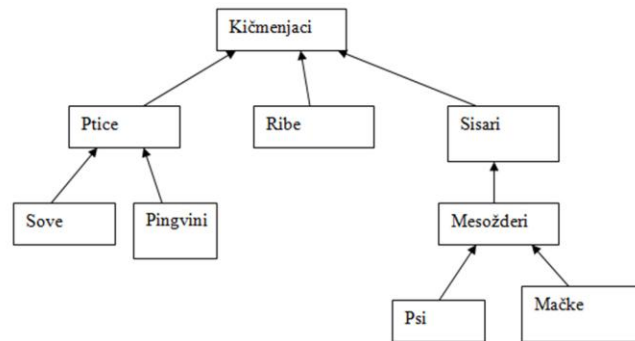 Kičmenjaci
Ptice
Ribe
Sisari
Sove
Pingvini
Mesožderi
Psi
Mačke